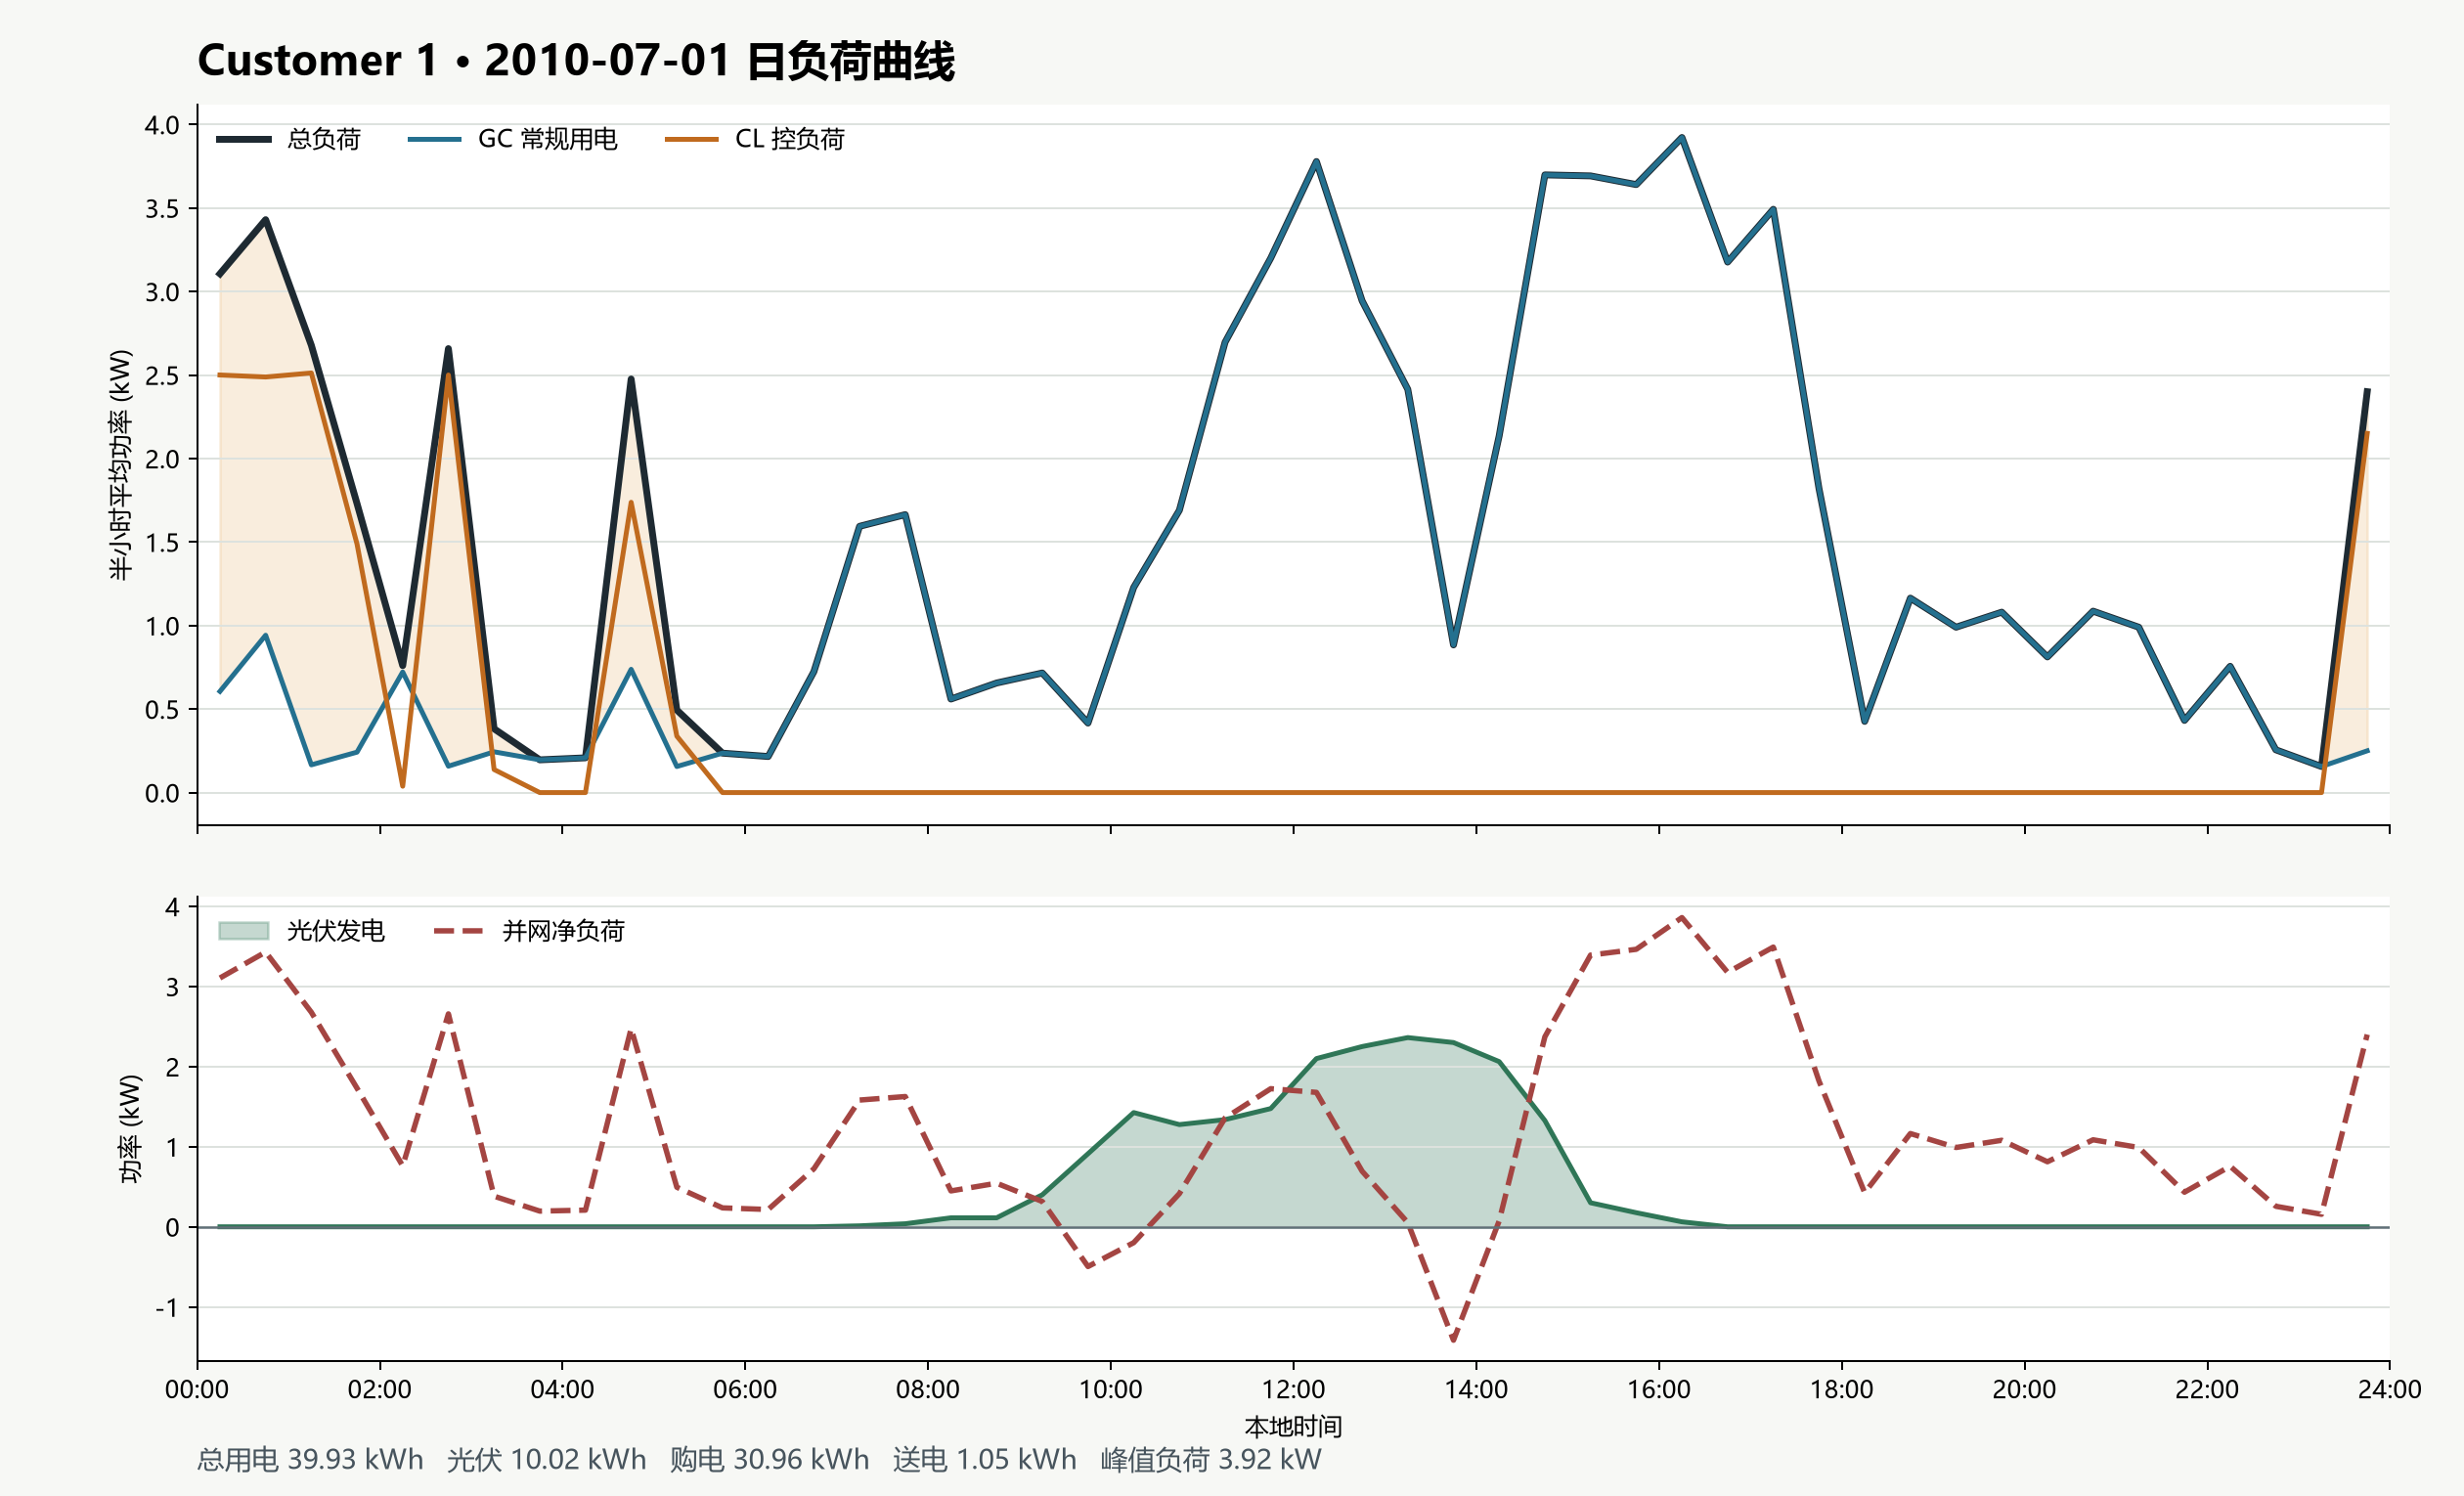 Customer 1 • 2010-07-01 日负荷曲线
总负荷 GC 常规用电 CL 控负荷
半小时平均功率 (kW)
4.0
3.5
3.0
2.5
2.0
1.5
1.0
0.5
0.0
光伏发电 并网净负荷
功率 (kW)
4
3
2
1
0
-1
00:00 02:00 04:00 06:00 08:00 10:00 12:00 14:00 16:00 18:00 20:00 22:00 24:00
本地时间
总用电 39.93 kWh 光伏 10.02 kWh 购电 30.96 kWh 送电 1.05 kWh 峰值负荷 3.92 kW